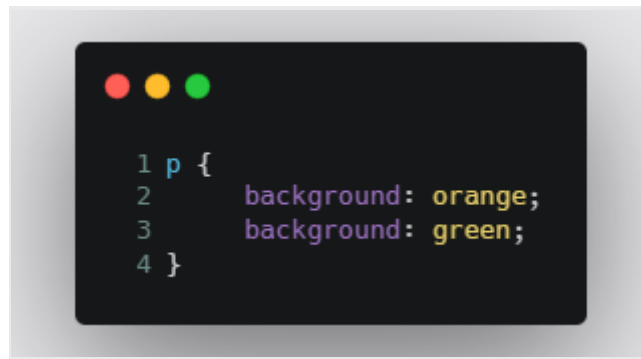 1 p {
2     background: orange;
3     background: green;
4 }